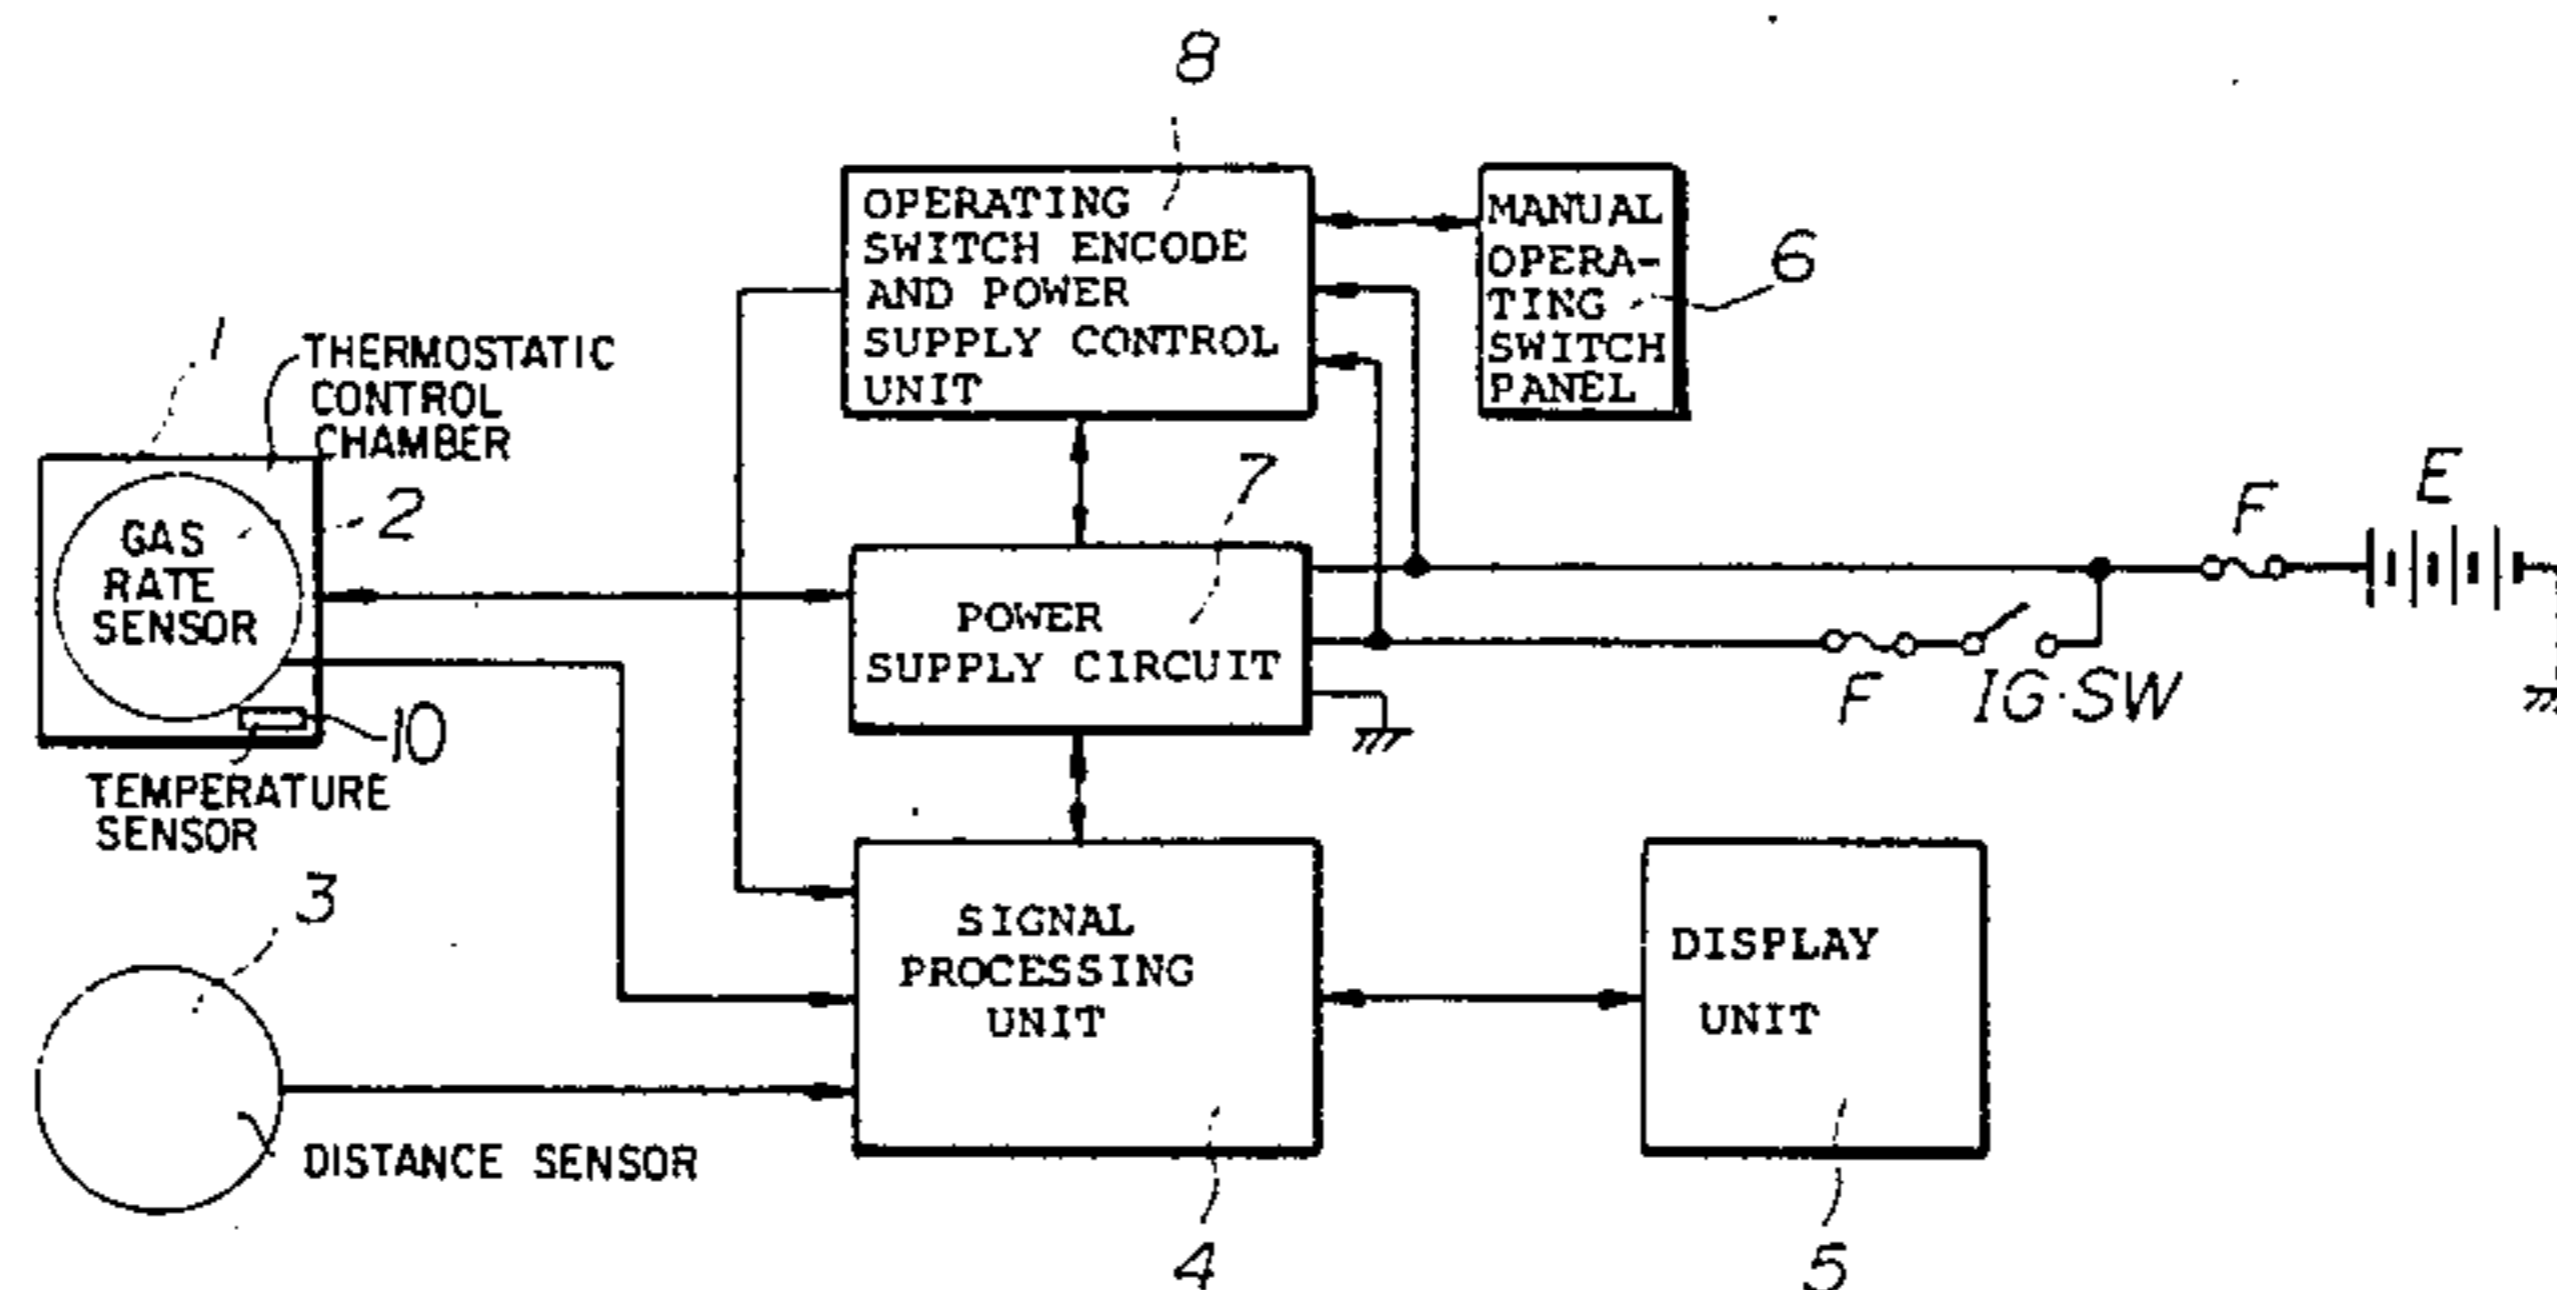 8
OPERATING
SWITCH ENCODE
AND POWER
SUPPLY CONTROL
UNIT
MANUAL
OPERA-
TING
SWITCH
PANEL
6
1
THERMOSTATIC
CONTROL
CHAMBER
2
GAS
RATE
SENSOR
10
TEMPERATURE
SENSOR
7
POWER
SUPPLY CIRCUIT
F
E
F
IG·SW
3
DISTANCE SENSOR
SIGNAL
PROCESSING
UNIT
4
DISPLAY
UNIT
5